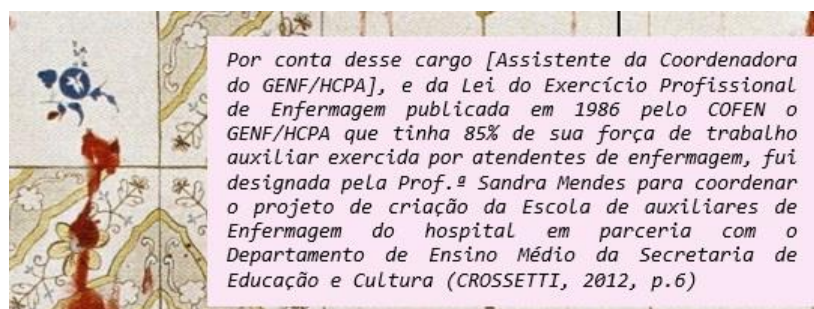 Por conta desse cargo [Assistente da Coordenadora
do GENF/HCPA], e da Lei do Exercício Profissional
de Enfermagem publicada em 1986 pelo COFEN o
GENF/HCPA que tinha 85% de sua força de trabalho
auxiliar exercida por atendentes de enfermagem, fui
designada pela Prof.ª Sandra Mendes para coordenar
o projeto de criação da Escola de auxiliares de
Enfermagem do hospital em parceria com o
Departamento de Ensino Médio da Secretaria de
Educação e Cultura (CROSSETTI, 2012, p.6)